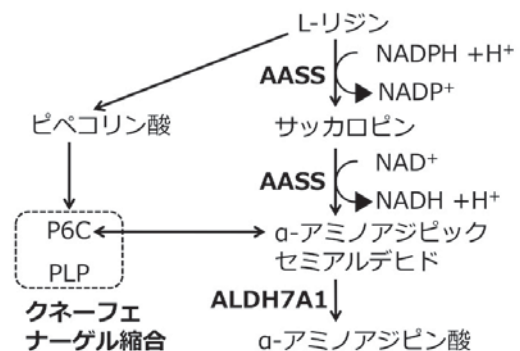 L-リジン
AASS
NADPH +H⁺
NADP⁺
ピペコリン酸
サッカロピン
AASS
NAD⁺
NADH +H⁺
P6C
α-アミノアジピック
セミアルデヒド
PLP
ALDH7A1
クネーフェ
ナーゲル縮合
α-アミノアジピン酸